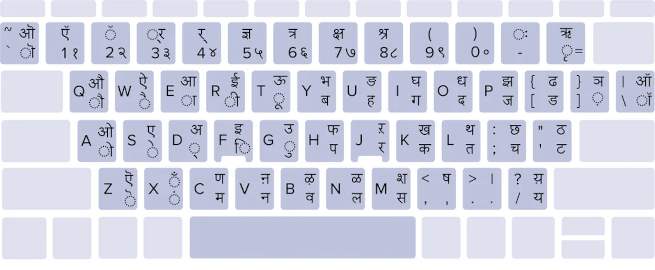 ~ ऒ ऍ ॅ ्र र् ज्ञ त्र क्ष श्र ( ) ः ऋ
` ॊ 1 १ 2 २ 3 ३ 4 ४ 5 ५ 6 ६ 7 ७ 8 ८ 9 ९ 0 ० - ृ =
Q औ ौ W ऐ ै E आ ा R ई ी T ऊ ू Y भ ब U ङ ह I घ ग O ध द P झ ज { ढ [ ड } ञ ] ़ | ऑ \ ॉ
A ओ ो S ए े D अ ् F इ ि G उ ु H फ प J ऱ र K ख क L थ त : छ ; च " ठ ' ट
Z ऎ ॆ X ँ ं C ण म V ऩ न B ऴ व N ळ ल M श स < ष , , > । . . ? य़ / य